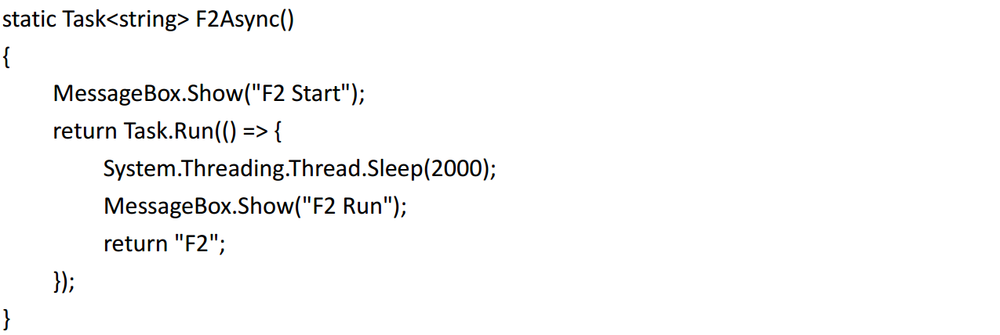 static Task<string> F2Async()
{
MessageBox.Show("F2 Start");
return Task.Run(() => {
System.Threading.Thread.Sleep(2000);
MessageBox.Show("F2 Run");
return "F2";
});
}